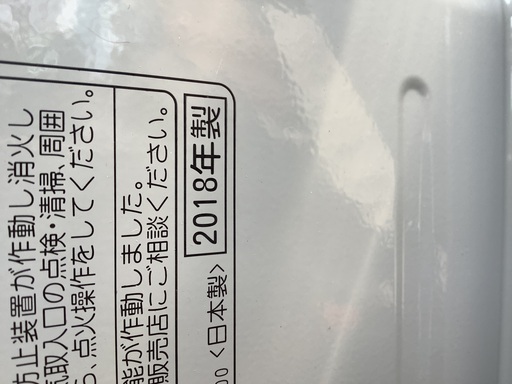 防止装置が作動し消火し
気取入口の点検・清掃、周囲
ら、点火操作をしてください。
能が作動しました。
販売店にご相談ください。
2018年製
00<日本製>